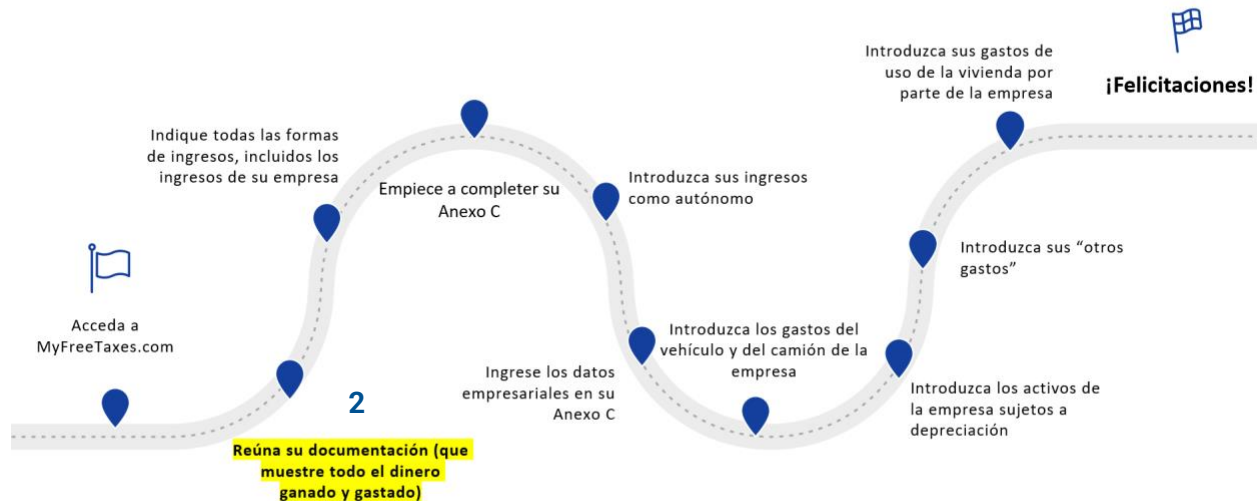 Acceda a
MyFreeTaxes.com
2
Reúna su documentación (que
muestre todo el dinero
ganado y gastado)
Indique todas las formas
de ingresos, incluidos los
ingresos de su empresa
Empiece a completer su
Anexo C
Introduzca sus ingresos
como autónomo
Ingrese los datos
empresariales en su
Anexo C
Introduzca los gastos del
vehículo y del camión de la
empresa
Introduzca los activos de
la empresa sujetos a
depreciación
Introduzca sus “otros
gastos”
Introduzca sus gastos de
uso de la vivienda por
parte de la empresa
¡Felicitaciones!